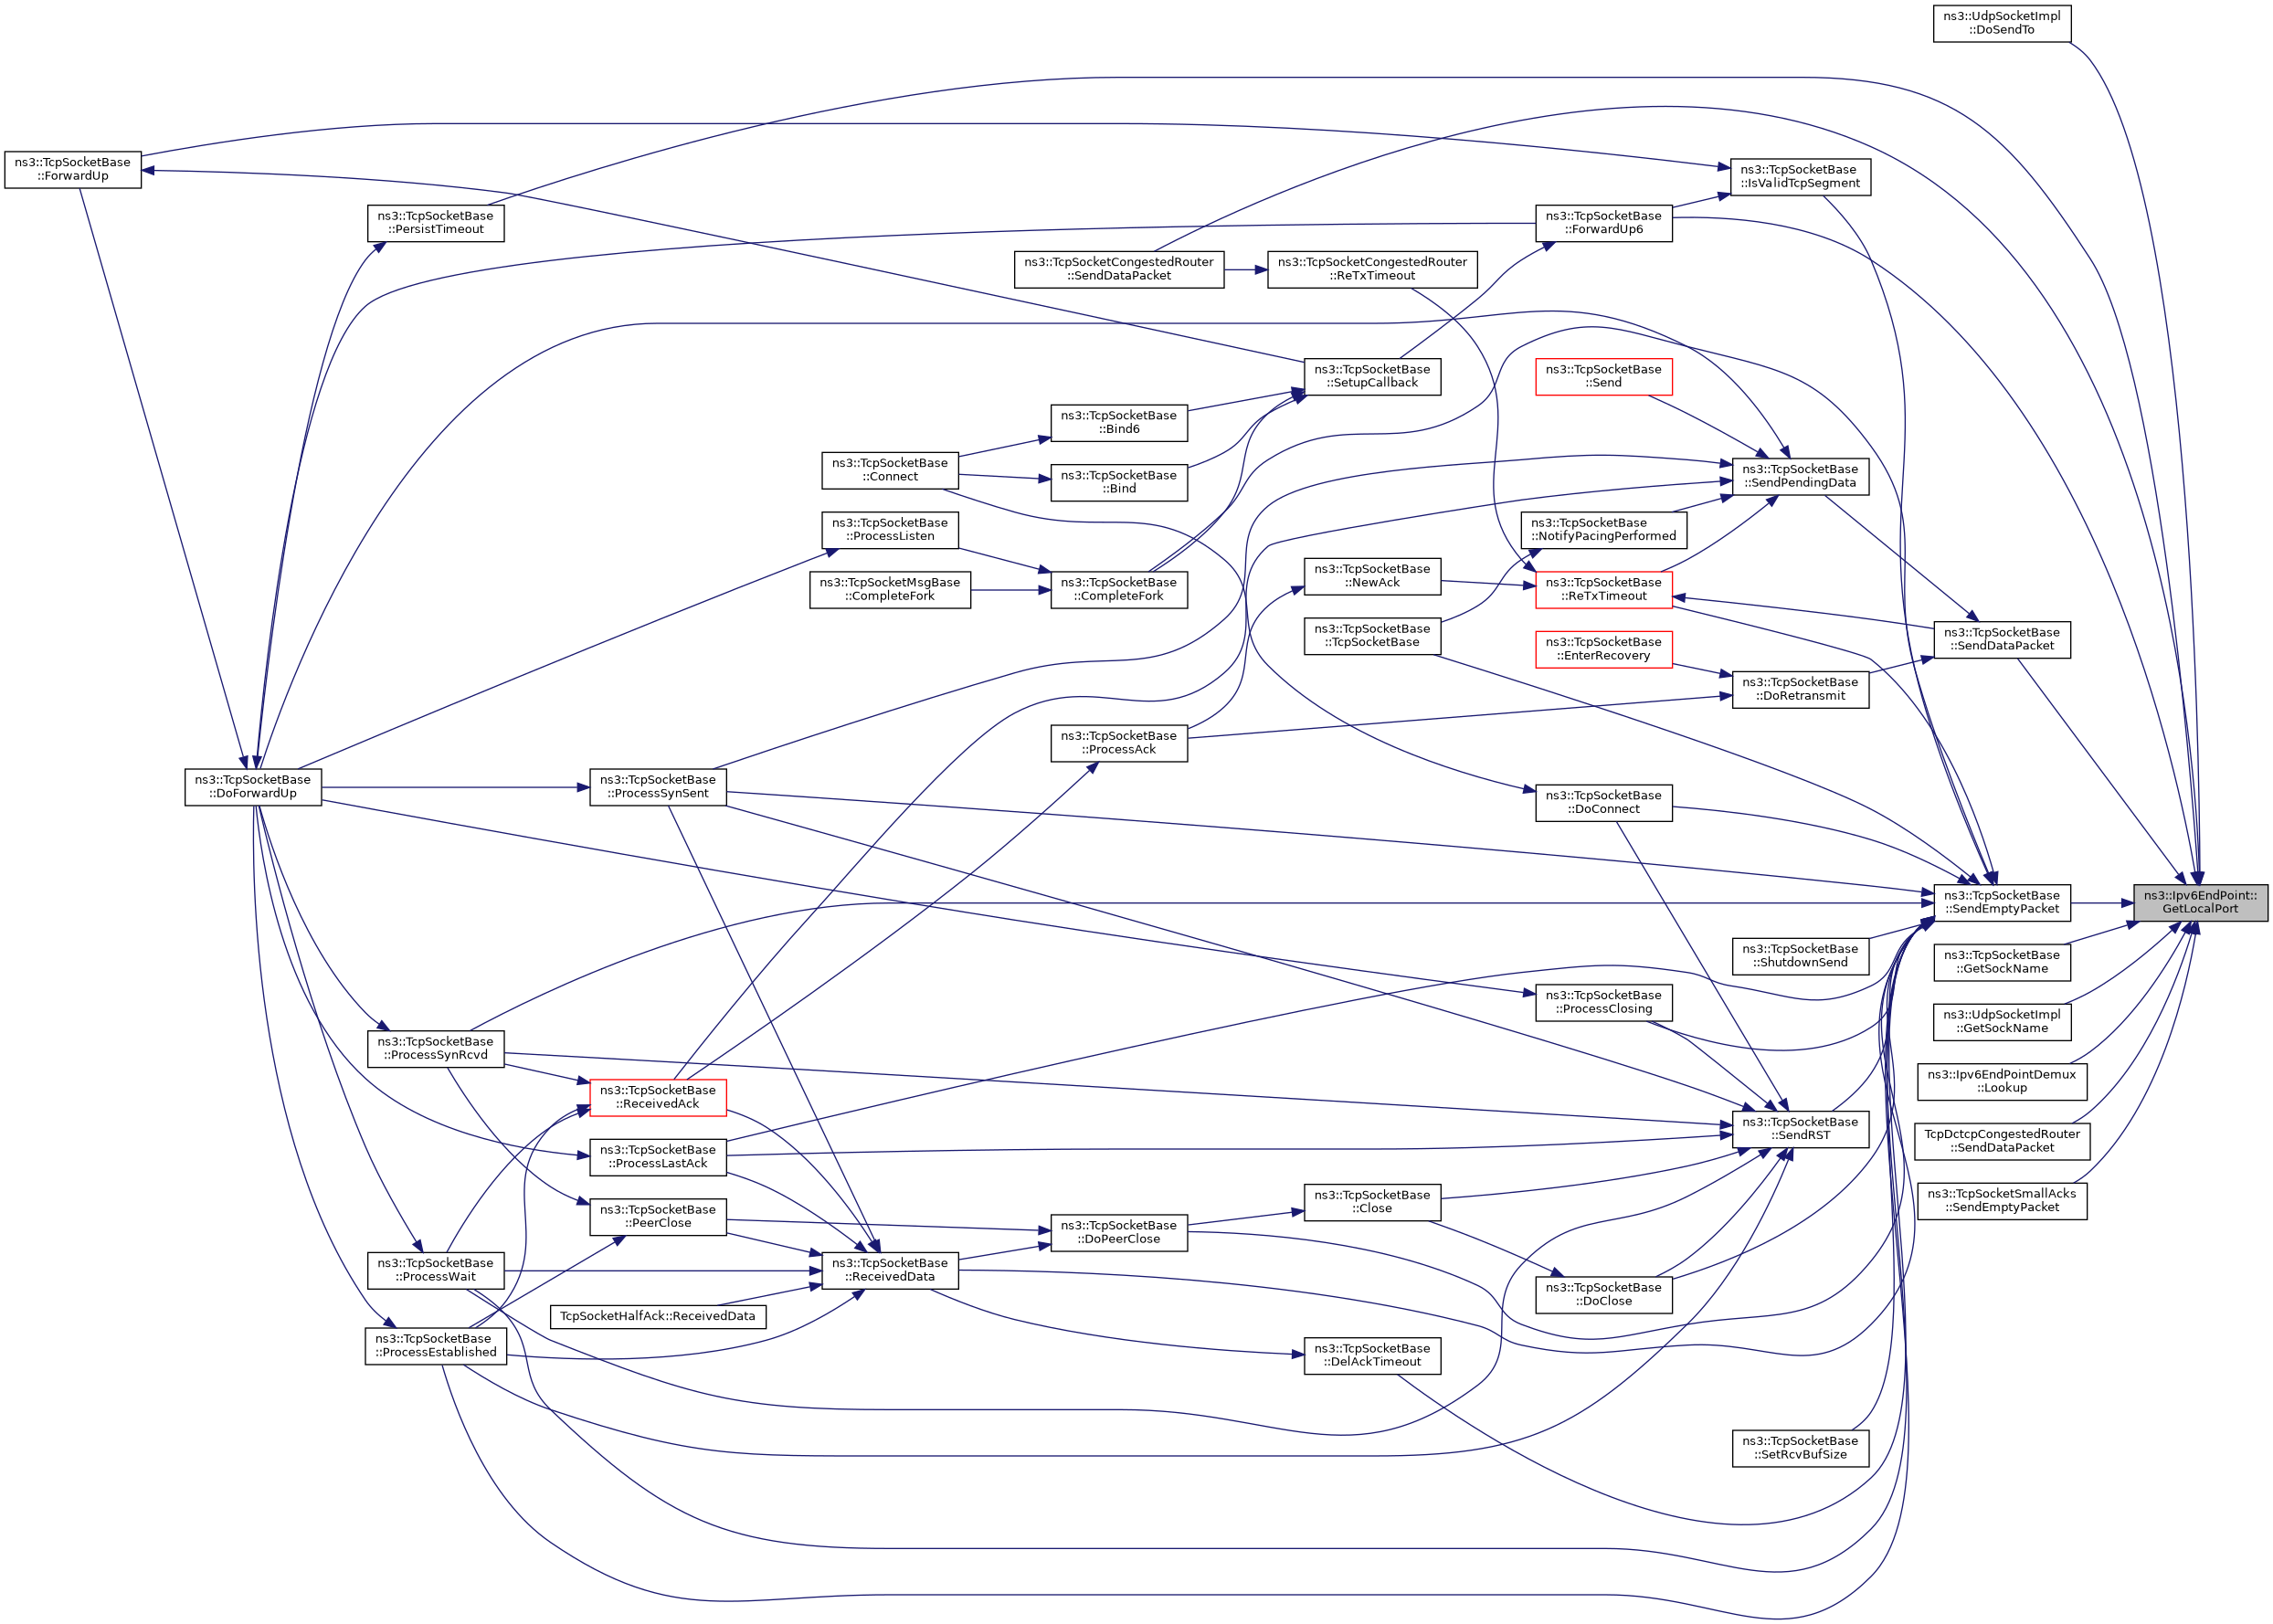 ns3::UdpSocketImpl
::DoSendTo
ns3::TcpSocketBase
::ForwardUp
ns3::TcpSocketBase
::IsValidTcpSegment
ns3::TcpSocketBase
::PersistTimeout
ns3::TcpSocketBase
::ForwardUp6
ns3::TcpSocketCongestedRouter
::SendDataPacket
ns3::TcpSocketCongestedRouter
::ReTxTimeout
ns3::TcpSocketBase
::SetupCallback
ns3::TcpSocketBase
::Send
ns3::TcpSocketBase
::Bind6
ns3::TcpSocketBase
::Connect
ns3::TcpSocketBase
::Bind
ns3::TcpSocketBase
::SendPendingData
ns3::TcpSocketBase
::ProcessListen
ns3::TcpSocketBase
::NotifyPacingPerformed
ns3::TcpSocketMsgBase
::CompleteFork
ns3::TcpSocketBase
::CompleteFork
ns3::TcpSocketBase
::NewAck
ns3::TcpSocketBase
::ReTxTimeout
ns3::TcpSocketBase
::TcpSocketBase
ns3::TcpSocketBase
::EnterRecovery
ns3::TcpSocketBase
::SendDataPacket
ns3::TcpSocketBase
::DoRetransmit
ns3::TcpSocketBase
::ProcessAck
ns3::TcpSocketBase
::DoForwardUp
ns3::TcpSocketBase
::ProcessSynSent
ns3::TcpSocketBase
::DoConnect
ns3::TcpSocketBase
::SendEmptyPacket
ns3::Ipv6EndPoint::
GetLocalPort
ns3::TcpSocketBase
::ShutdownSend
ns3::TcpSocketBase
::GetSockName
ns3::TcpSocketBase
::ProcessClosing
ns3::UdpSocketImpl
::GetSockName
ns3::TcpSocketBase
::ProcessSynRcvd
ns3::Ipv6EndPointDemux
::Lookup
ns3::TcpSocketBase
::ReceivedAck
ns3::TcpSocketBase
::SendRST
TcpDctcpCongestedRouter
::SendDataPacket
ns3::TcpSocketBase
::ProcessLastAck
ns3::TcpSocketBase
::Close
ns3::TcpSocketSmallAcks
::SendEmptyPacket
ns3::TcpSocketBase
::PeerClose
ns3::TcpSocketBase
::DoPeerClose
ns3::TcpSocketBase
::ProcessWait
ns3::TcpSocketBase
::ReceivedData
ns3::TcpSocketBase
::DoClose
TcpSocketHalfAck::ReceivedData
ns3::TcpSocketBase
::ProcessEstablished
ns3::TcpSocketBase
::DelAckTimeout
ns3::TcpSocketBase
::SetRcvBufSize